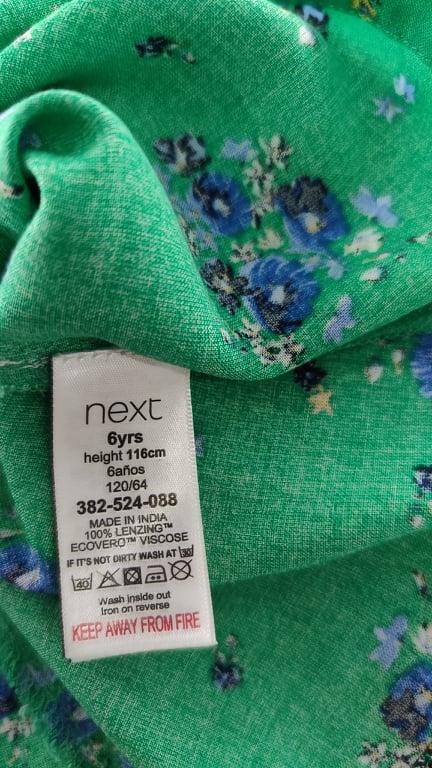 next
6yrs
height 116cm
6años
120/64
382-524-088
MADE IN INDIA
100% LENZING™
ECOVERO™ VISCOSE
IF IT'S NOT DIRTY WASH AT 30
40
Wash inside out
Iron on reverse
KEEP AWAY FROM FIRE